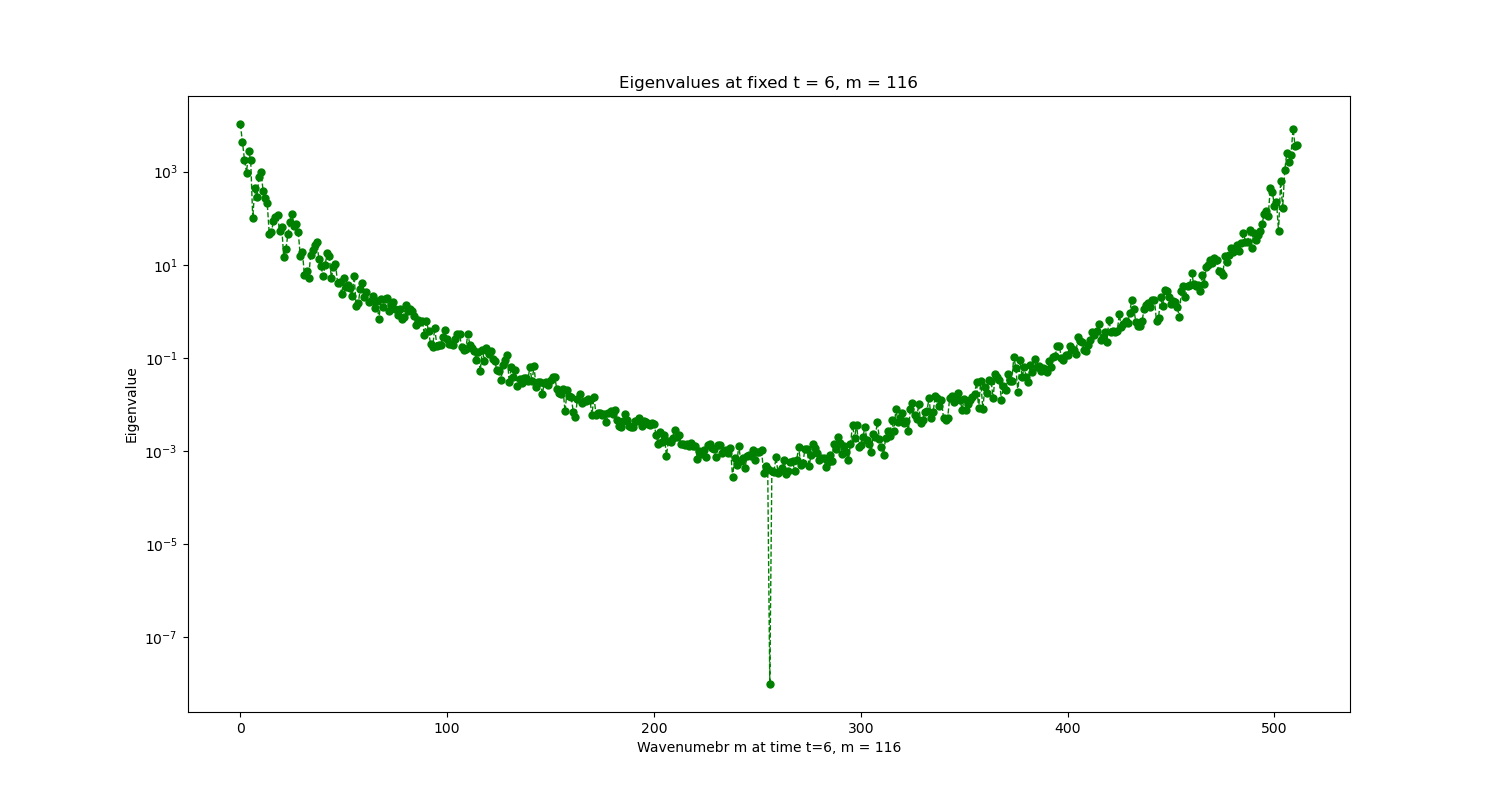 Eigenvalues at fixed t = 6, m = 116
10³
10¹
10⁻¹
10⁻³
10⁻⁵
10⁻⁷
Eigenvalue
0 100 200 300 400 500
Wavenumebr m at time t=6, m = 116